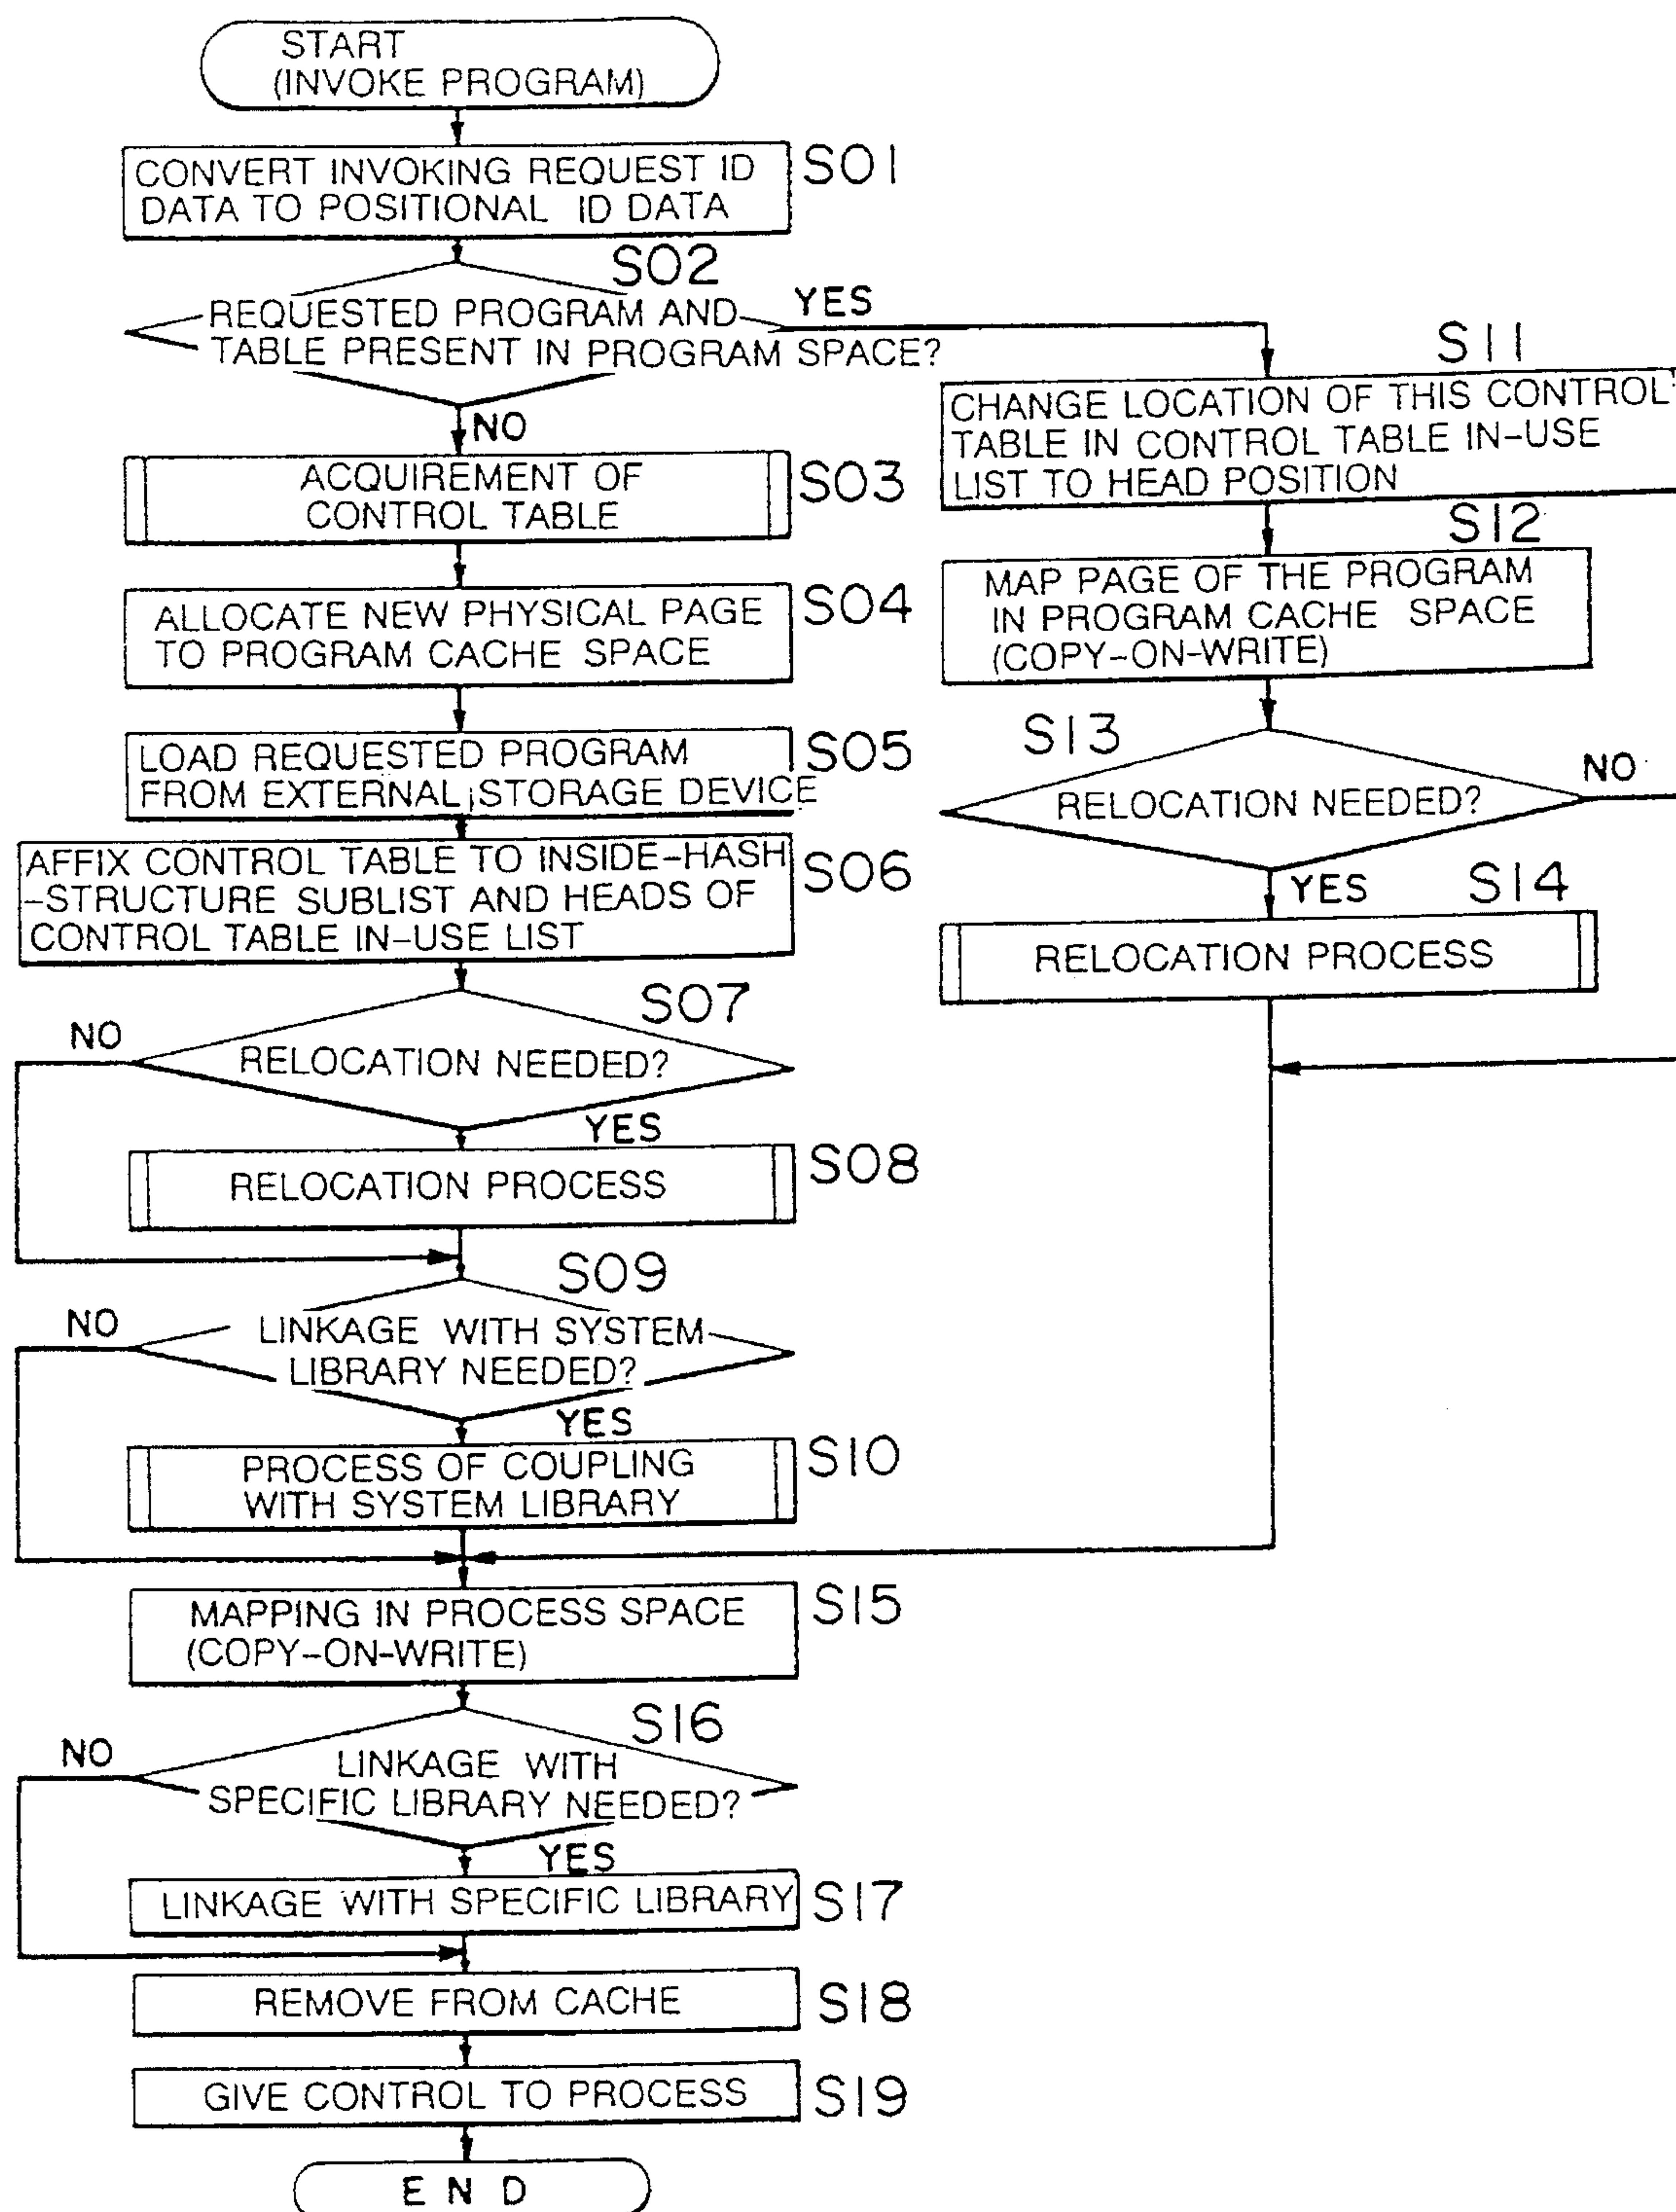 START
(INVOKE PROGRAM)
CONVERT INVOKING REQUEST ID
DATA TO POSITIONAL ID DATA
S01
S02
REQUESTED PROGRAM AND
TABLE PRESENT IN PROGRAM SPACE?
YES
NO
ACQUIREMENT OF
CONTROL TABLE
S03
ALLOCATE NEW PHYSICAL PAGE
TO PROGRAM CACHE SPACE
S04
LOAD REQUESTED PROGRAM
FROM EXTERNAL STORAGE DEVICE
S05
AFFIX CONTROL TABLE TO INSIDE-HASH
-STRUCTURE SUBLIST AND HEADS OF
CONTROL TABLE IN-USE LIST
S06
S07
NO
RELOCATION NEEDED?
YES
RELOCATION PROCESS
S08
S09
NO
LINKAGE WITH SYSTEM
LIBRARY NEEDED?
YES
PROCESS OF COUPLING
WITH SYSTEM LIBRARY
S10
S11
CHANGE LOCATION OF THIS CONTROL
TABLE IN CONTROL TABLE IN-USE
LIST TO HEAD POSITION
S12
MAP PAGE OF THE PROGRAM
IN PROGRAM CACHE SPACE
(COPY-ON-WRITE)
S13
RELOCATION NEEDED?
NO
YES
S14
RELOCATION PROCESS
MAPPING IN PROCESS SPACE
(COPY-ON-WRITE)
S15
S16
NO
LINKAGE WITH
SPECIFIC LIBRARY NEEDED?
YES
LINKAGE WITH SPECIFIC LIBRARY
S17
REMOVE FROM CACHE
S18
GIVE CONTROL TO PROCESS
S19
END